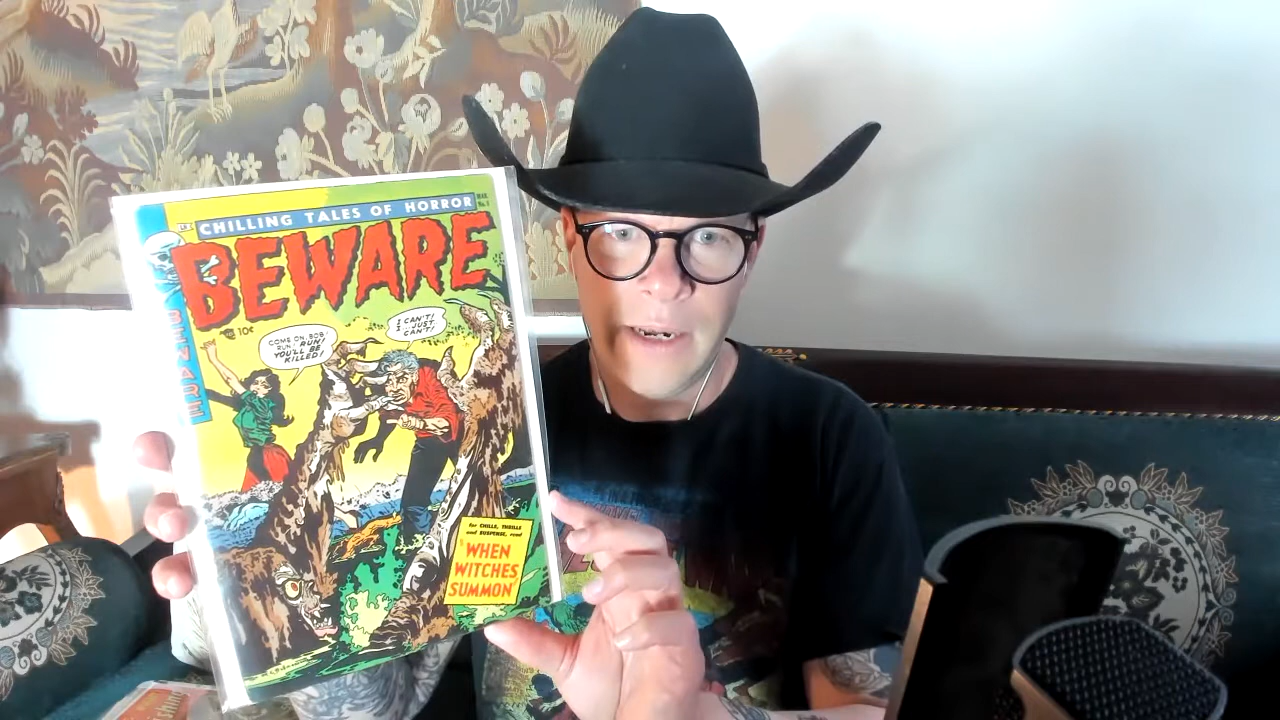 CHILLING TALES OF HORROR
BEWARE
BEWARE
10¢
COME ON, BOB!
RUN! RUN!
YOU'LL BE
KILLED!
I CAN'T!
I JUST
CAN'T!
for CHILLS, THRILLS
and SUSPENSE, read
WHEN
WITCHES
SUMMON